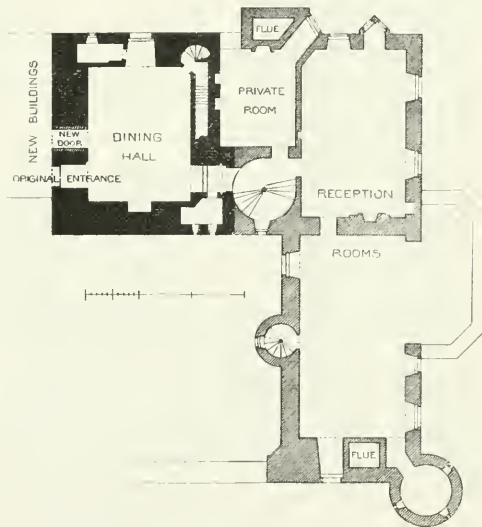 FLUE
PRIVATE
ROOM
NEW BUILDINGS
NEW
DOOR
DINING
HALL
ORIGINAL ENTRANCE
RECEPTION
ROOMS
FLUE